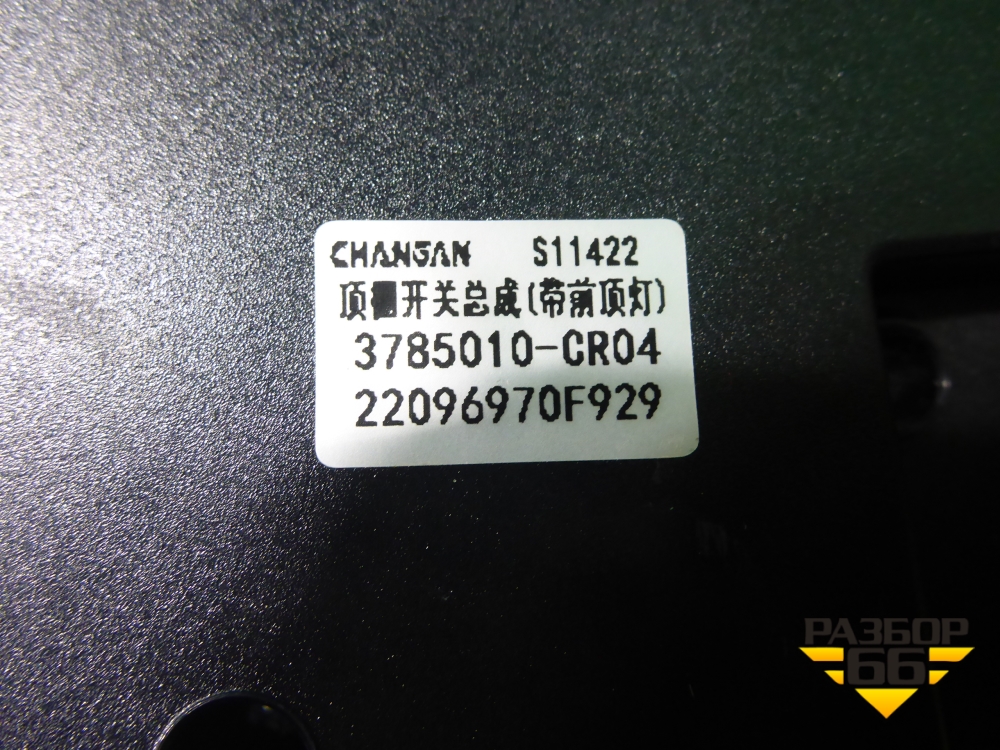 CHANGAN S11422
顶棚开关总成(带前顶灯)
3785010-CR04
22096970F929
РАЗБОР
66